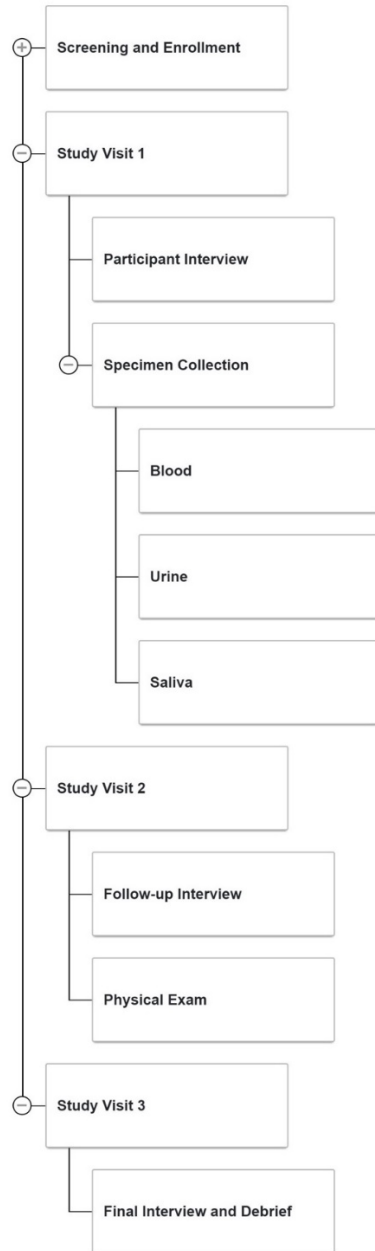 Screening and Enrollment
Study Visit 1
Participant Interview
Specimen Collection
Blood
Urine
Saliva
Study Visit 2
Follow-up Interview
Physical Exam
Study Visit 3
Final Interview and Debrief